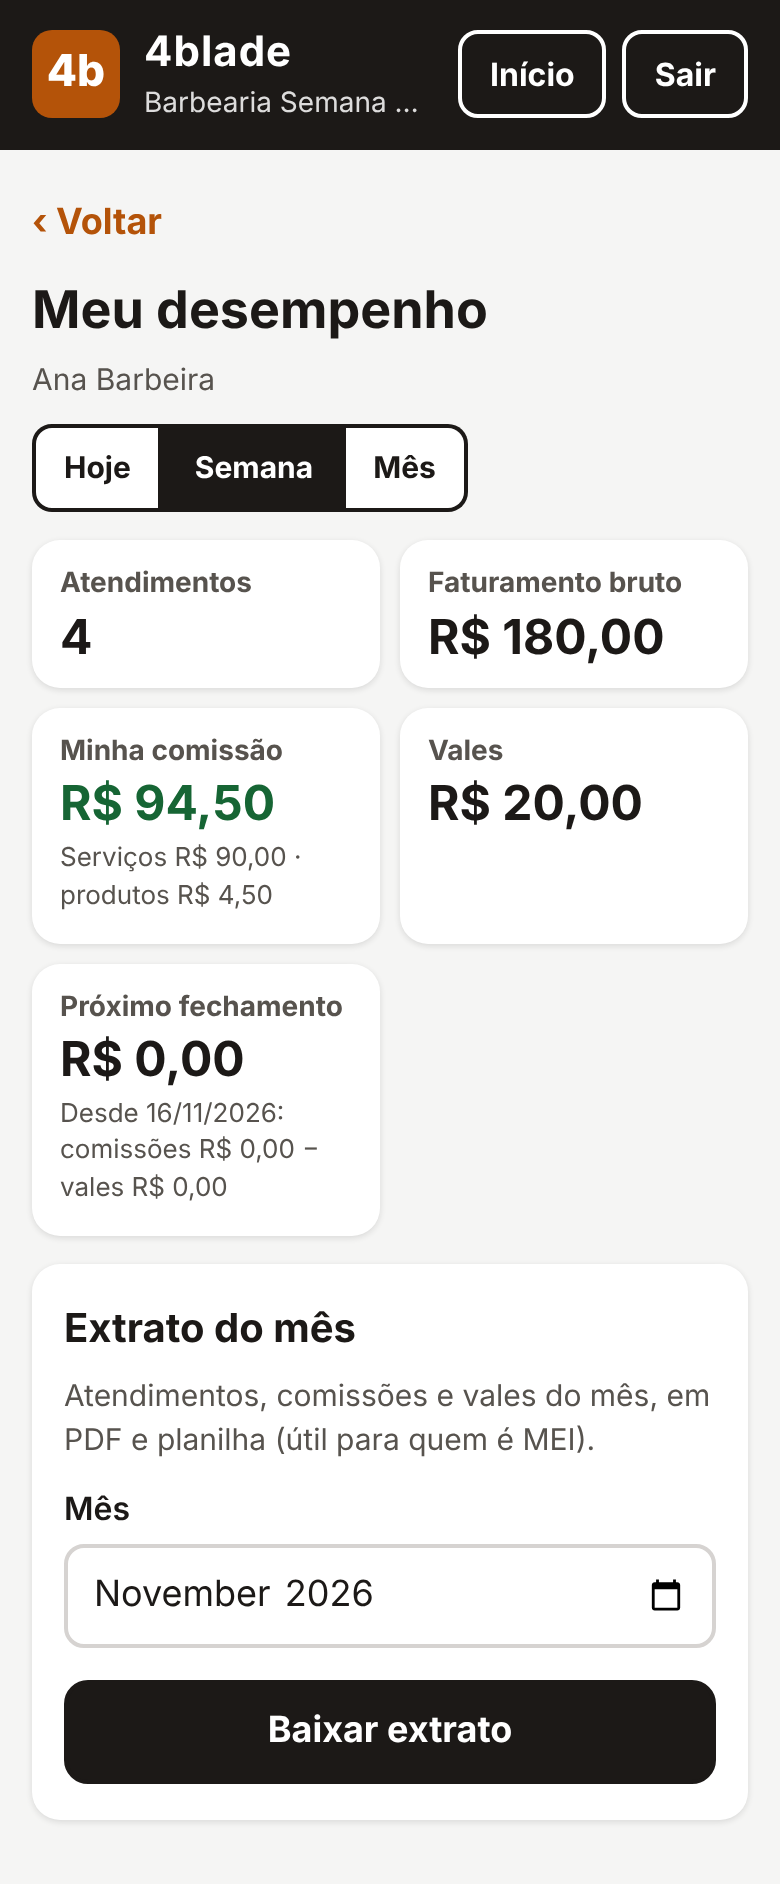 4b
4blade
Barbearia Semana ...
Início
Sair
‹ Voltar
Meu desempenho
Ana Barbeira
Hoje
Semana
Mês
Atendimentos
4
Faturamento bruto
R$ 180,00
Minha comissão
R$ 94,50
Serviços R$ 90,00 ·
produtos R$ 4,50
Vales
R$ 20,00
Próximo fechamento
R$ 0,00
Desde 16/11/2026:
comissões R$ 0,00 −
vales R$ 0,00
Extrato do mês
Atendimentos, comissões e vales do mês, em
PDF e planilha (útil para quem é MEI).
Mês
November 2026
Baixar extrato